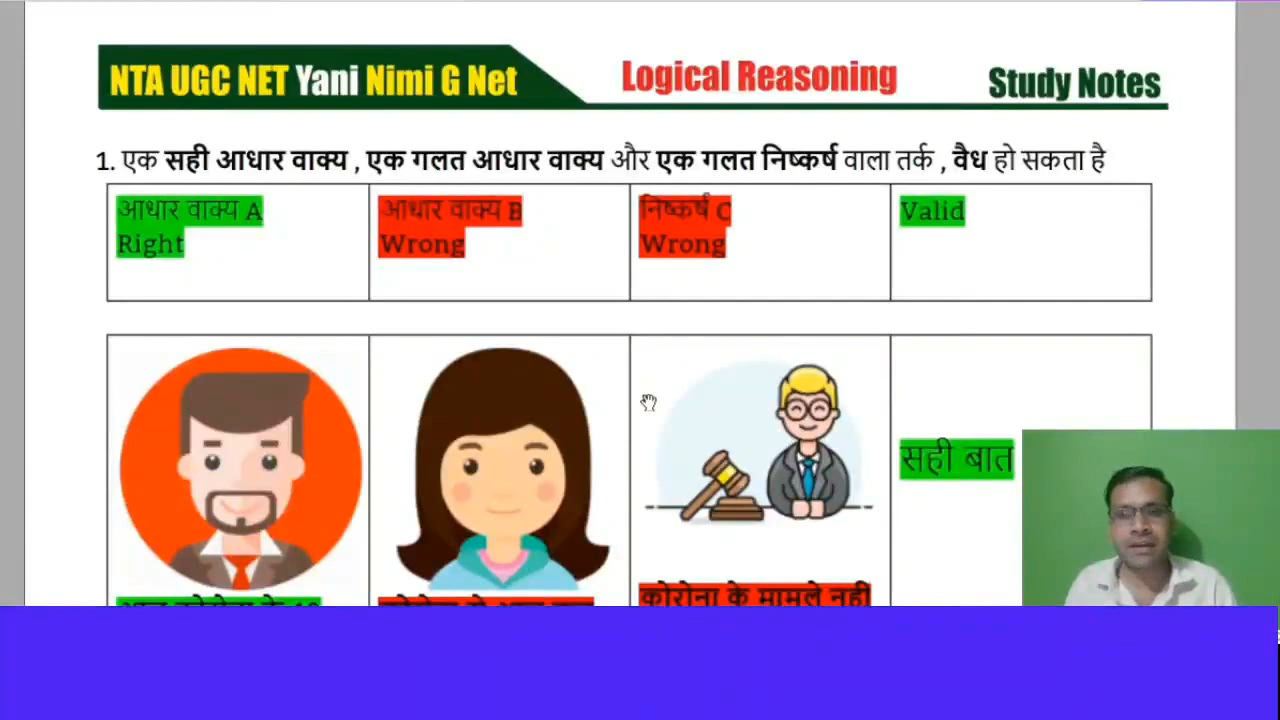 NTA UGC NET Yani Nimi G Net
Logical Reasoning
Study Notes
1. एक सही आधार वाक्य , एक गलत आधार वाक्य और एक गलत निष्कर्ष वाला तर्क , वैध हो सकता है
आधार वाक्य A
Right
आधार वाक्य B
Wrong
निष्कर्ष C
Wrong
Valid
सही बात
कोरोना के मामले नहीं